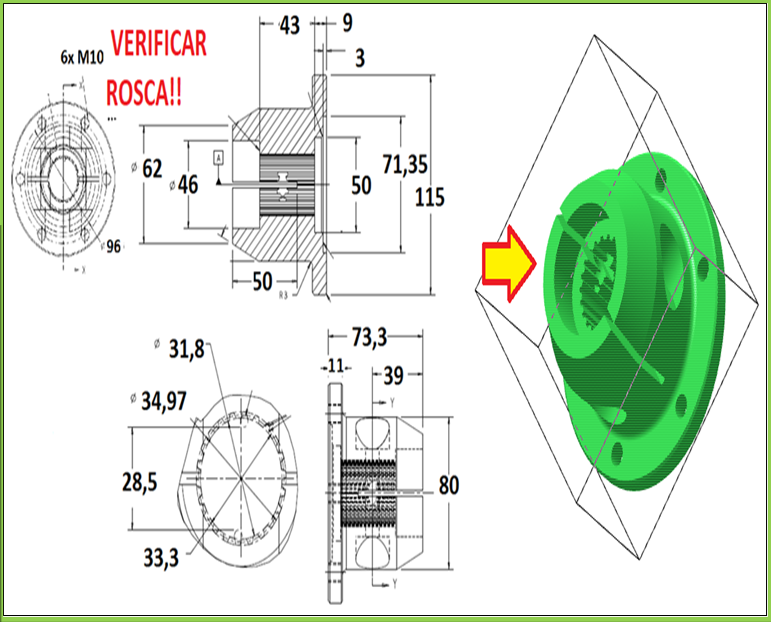 6x M10
VERIFICAR
ROSCA!!
...
Ø 96
X
X
43
9
3
Ø 62
Ø 46
A
50
71,35
115
50
R3
Ø 31,8
Ø 34,97
28,5
33,3
73,3
11
39
Y
80
Y